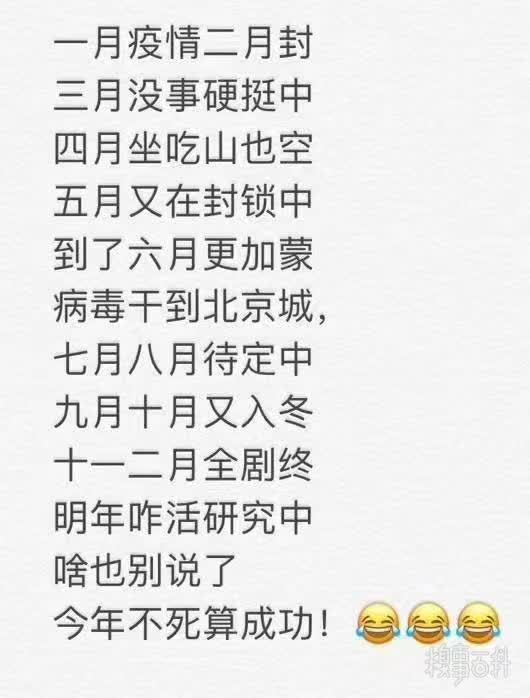 一月疫情二月封
三月没事硬挺中
四月坐吃山也空
五月又在封锁中
到了六月更加蒙
病毒干到北京城,
七月八月待定中
九月十月又入冬
十一二月全剧终
明年咋活研究中
啥也别说了
今年不死算成功！😂😂😂
糗事百科